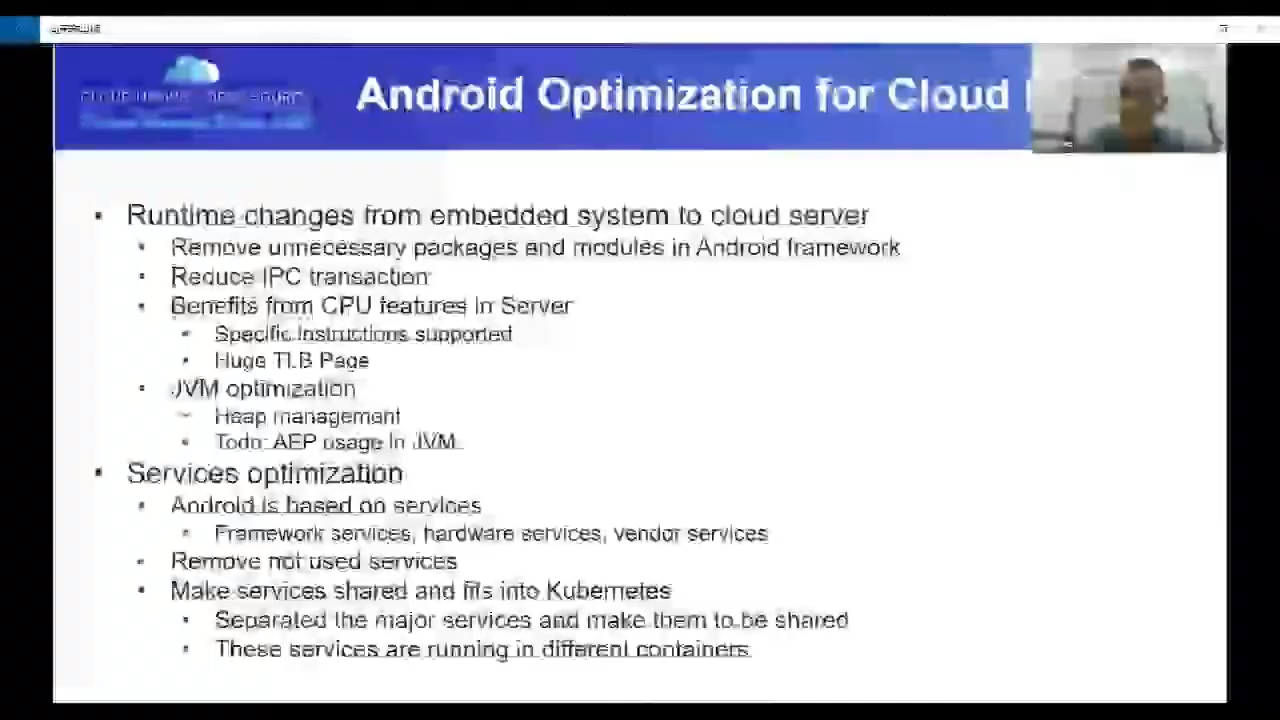 Android Optimization for Cloud
Runtime changes from embedded system to cloud server
Remove unnecessary packages and modules in Android framework
Reduce IPC transaction
Benefits from CPU features in Server
Specific Instructions supported
Huge TLB Page
JVM optimization
Heap management
Todo: AEP usage in JVM
Services optimization
Android is based on services
Framework services, hardware services, vendor services
Remove not used services
Make services shared and fits into Kubernetes
Separated the major services and make them to be shared
These services are running in different containers